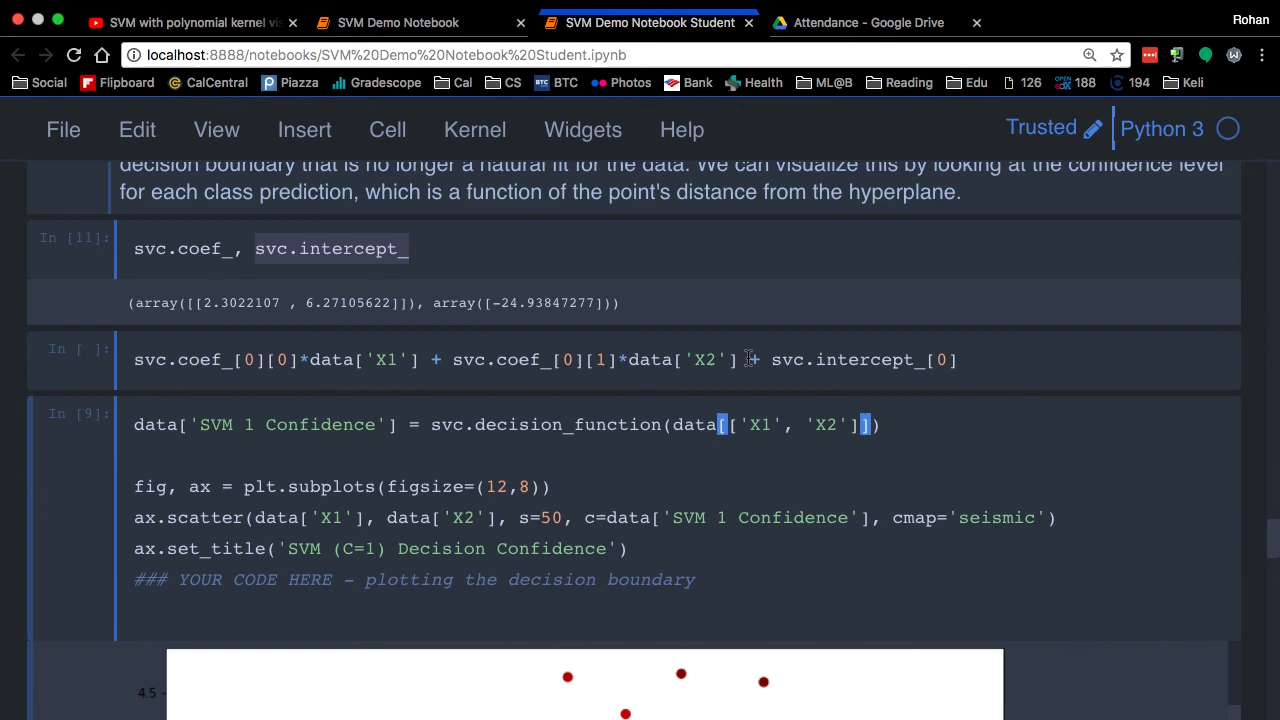 SVM with polynomial kernel vis
SVM Demo Notebook
SVM Demo Notebook Student
Attendance - Google Drive
Rohan
localhost:8888/notebooks/SVM%20Demo%20Notebook%20Student.ipynb
Social Flipboard CalCentral Piazza Gradescope Cal CS BTC BTC Photos Bank Health ML@B Reading Edu 126 188 194 Keli
File Edit View Insert Cell Kernel Widgets Help Trusted Python 3
decision boundary that is no longer a natural fit for the data. We can visualize this by looking at the confidence level
for each class prediction, which is a function of the point's distance from the hyperplane.
In [11]: svc.coef_, svc.intercept_
(array([[2.3022107 , 6.27105622]]), array([-24.93847277]))
In [ ]: svc.coef_[0][0]*data['X1'] + svc.coef_[0][1]*data['X2'] + svc.intercept_[0]
In [9]: data['SVM 1 Confidence'] = svc.decision_function(data[['X1', 'X2']])
fig, ax = plt.subplots(figsize=(12,8))
ax.scatter(data['X1'], data['X2'], s=50, c=data['SVM 1 Confidence'], cmap='seismic')
ax.set_title('SVM (C=1) Decision Confidence')
### YOUR CODE HERE - plotting the decision boundary
4.5